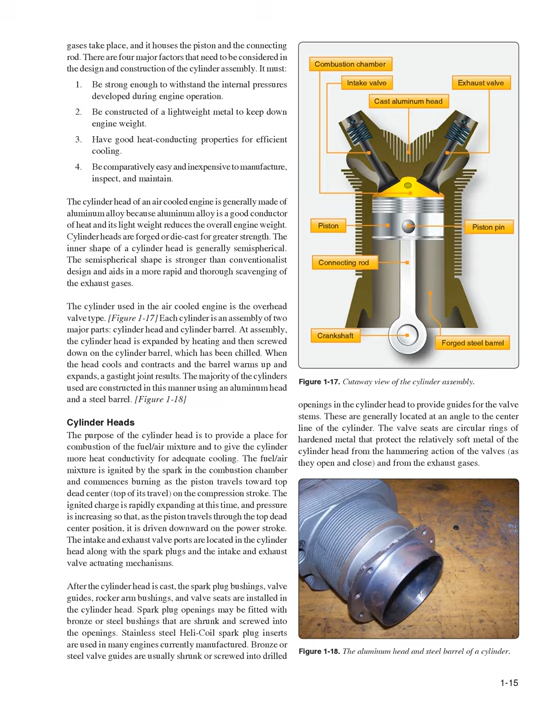 gases take place, and it houses the piston and the connecting
rod. There are four major factors that need to be considered in
the design and construction of the cylinder assembly. It must:
1. Be strong enough to withstand the internal pressures
developed during engine operation.
2. Be constructed of a lightweight metal to keep down
engine weight.
3. Have good heat-conducting properties for efficient
cooling.
4. Be comparatively easy and inexpensive to manufacture,
inspect, and maintain.
The cylinder head of an air cooled engine is generally made of
aluminum alloy because aluminum alloy is a good conductor
of heat and its light weight reduces the overall engine weight.
Cylinder heads are forged or die-cast for greater strength. The
inner shape of a cylinder head is generally semispherical.
The semispherical shape is stronger than conventionalist
design and aids in a more rapid and thorough scavenging of
the exhaust gases.
The cylinder used in the air cooled engine is the overhead
valve type. [Figure 1-17] Each cylinder is an assembly of two
major parts: cylinder head and cylinder barrel. At assembly,
the cylinder head is expanded by heating and then screwed
down on the cylinder barrel, which has been chilled. When
the head cools and contracts and the barrel warms up and
expands, a gastight joint results. The majority of the cylinders
used are constructed in this manner using an aluminum head
and a steel barrel. [Figure 1-18]
Cylinder Heads
The purpose of the cylinder head is to provide a place for
combustion of the fuel/air mixture and to give the cylinder
more heat conductivity for adequate cooling. The fuel/air
mixture is ignited by the spark in the combustion chamber
and commences burning as the piston travels toward top
dead center (top of its travel) on the compression stroke. The
ignited charge is rapidly expanding at this time, and pressure
is increasing so that, as the piston travels through the top dead
center position, it is driven downward on the power stroke.
The intake and exhaust valve ports are located in the cylinder
head along with the spark plugs and the intake and exhaust
valve actuating mechanisms.
After the cylinder head is cast, the spark plug bushings, valve
guides, rocker arm bushings, and valve seats are installed in
the cylinder head. Spark plug openings may be fitted with
bronze or steel bushings that are shrunk and screwed into
the openings. Stainless steel Heli-Coil spark plug inserts
are used in many engines currently manufactured. Bronze or
steel valve guides are usually shrunk or screwed into drilled
Combustion chamber
Intake valve
Exhaust valve
Cast aluminum head
Piston
Piston pin
Connecting rod
Crankshaft
Forged steel barrel
Figure 1-17. Cutaway view of the cylinder assembly.
openings in the cylinder head to provide guides for the valve
stems. These are generally located at an angle to the center
line of the cylinder. The valve seats are circular rings of
hardened metal that protect the relatively soft metal of the
cylinder head from the hammering action of the valves (as
they open and close) and from the exhaust gases.
Figure 1-18. The aluminum head and steel barrel of a cylinder.
1-15